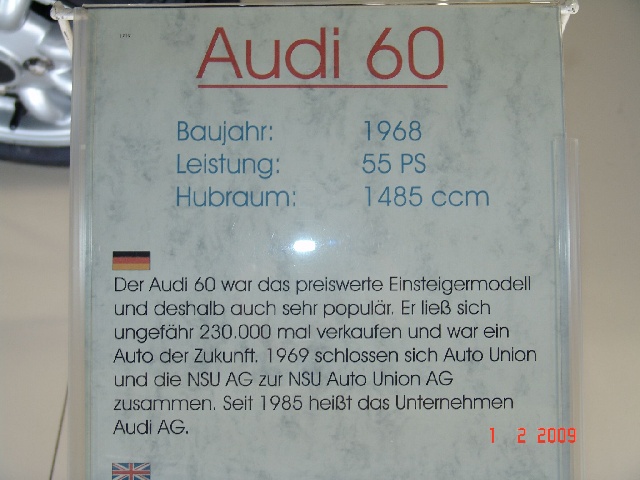 Audi 60
Baujahr: 1968
Leistung: 55 PS
Hubraum: 1485 ccm
Der Audi 60 war das preiswerte Einsteigermodell
und deshalb auch sehr populär. Er ließ sich
ungefähr 230.000 mal verkaufen und war ein
Auto der Zukunft. 1969 schlossen sich Auto Union
und die NSU AG zur NSU Auto Union AG
zusammen. Seit 1985 heißt das Unternehmen
Audi AG.
1 2 2009